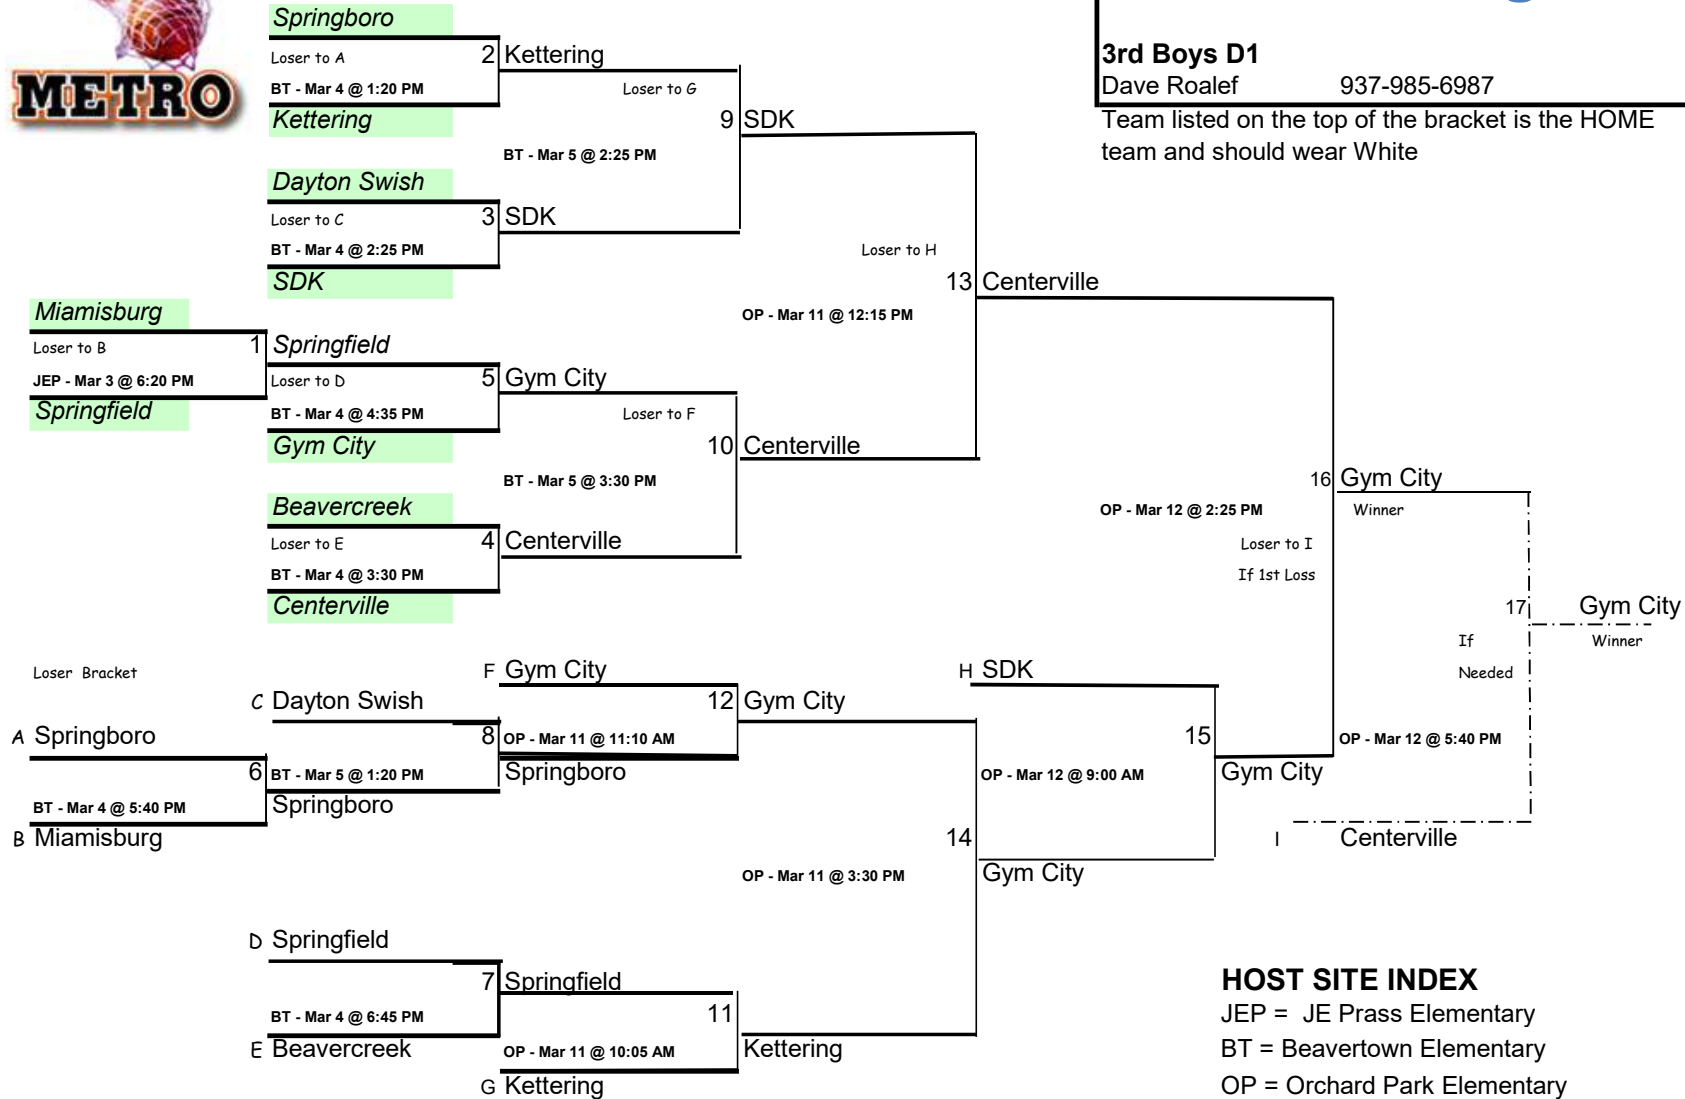 METRO
3rd Boys D1
Dave Roalef 937-985-6987
Team listed on the top of the bracket is the HOME
team and should wear White
Springboro
Loser to A
2 Kettering
BT - Mar 4 @ 1:20 PM
Loser to G
Kettering
9 SDK
BT - Mar 5 @ 2:25 PM
Dayton Swish
Loser to C
3 SDK
BT - Mar 4 @ 2:25 PM
Loser to H
SDK
13 Centerville
Miamisburg
OP - Mar 11 @ 12:15 PM
Loser to B
1 Springfield
JEP - Mar 3 @ 6:20 PM
Loser to D
5 Gym City
Springfield
BT - Mar 4 @ 4:35 PM
Loser to F
Gym City
10 Centerville
BT - Mar 5 @ 3:30 PM
16 Gym City
Beavercreek
OP - Mar 12 @ 2:25 PM
Winner
Loser to E
4 Centerville
Loser to I
BT - Mar 4 @ 3:30 PM
If 1st Loss
Centerville
17 Gym City
If
Needed
Winner
Loser Bracket
F Gym City
H SDK
C Dayton Swish
12 Gym City
A Springboro
8 OP - Mar 11 @ 11:10 AM
15
OP - Mar 12 @ 5:40 PM
6 BT - Mar 5 @ 1:20 PM
Springboro
OP - Mar 12 @ 9:00 AM
Gym City
BT - Mar 4 @ 5:40 PM
Springboro
B Miamisburg
14
I Centerville
OP - Mar 11 @ 3:30 PM
Gym City
D Springfield
7 Springfield
BT - Mar 4 @ 6:45 PM
11
E Beavercreek
OP - Mar 11 @ 10:05 AM
Kettering
G Kettering
HOST SITE INDEX
JEP = JE Prass Elementary
BT = Beavertown Elementary
OP = Orchard Park Elementary